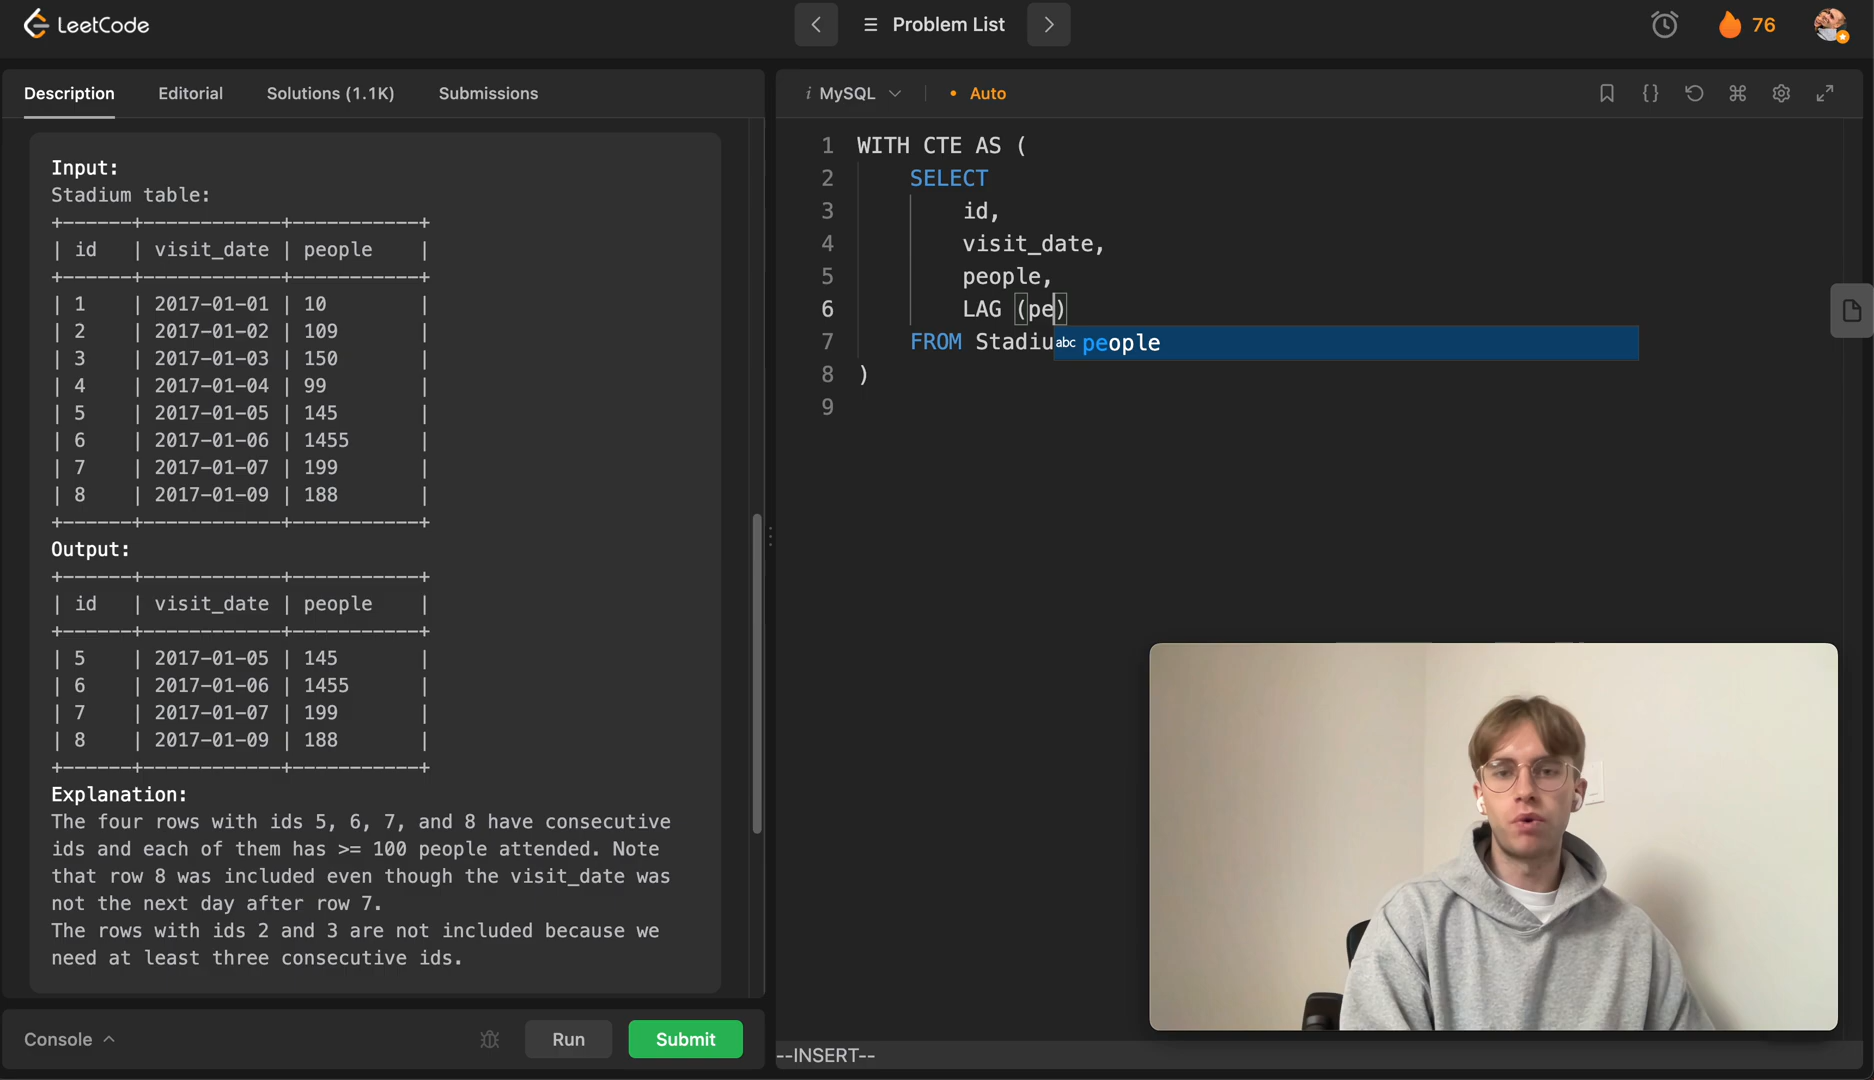 LeetCode
Problem List
76
Description Editorial Solutions (1.1K) Submissions
Input:
Stadium table:
+------+------------+-----------+
| id   | visit_date | people    |
+------+------------+-----------+
| 1    | 2017-01-01 | 10        |
| 2    | 2017-01-02 | 109       |
| 3    | 2017-01-03 | 150       |
| 4    | 2017-01-04 | 99        |
| 5    | 2017-01-05 | 145       |
| 6    | 2017-01-06 | 1455      |
| 7    | 2017-01-07 | 199       |
| 8    | 2017-01-09 | 188       |
+------+------------+-----------+
Output:
+------+------------+-----------+
| id   | visit_date | people    |
+------+------------+-----------+
| 5    | 2017-01-05 | 145       |
| 6    | 2017-01-06 | 1455      |
| 7    | 2017-01-07 | 199       |
| 8    | 2017-01-09 | 188       |
+------+------------+-----------+
Explanation:
The four rows with ids 5, 6, 7, and 8 have consecutive
ids and each of them has >= 100 people attended. Note
that row 8 was included even though the visit_date was
not the next day after row 7.
The rows with ids 2 and 3 are not included because we
need at least three consecutive ids.
Console
Run
Submit
i MySQL • Auto
{}
1 WITH CTE AS (
2 SELECT
3 id,
4 visit_date,
5 people,
6 LAG (pe)
7 FROM Stadiu
abc people
8 )
9
--INSERT--